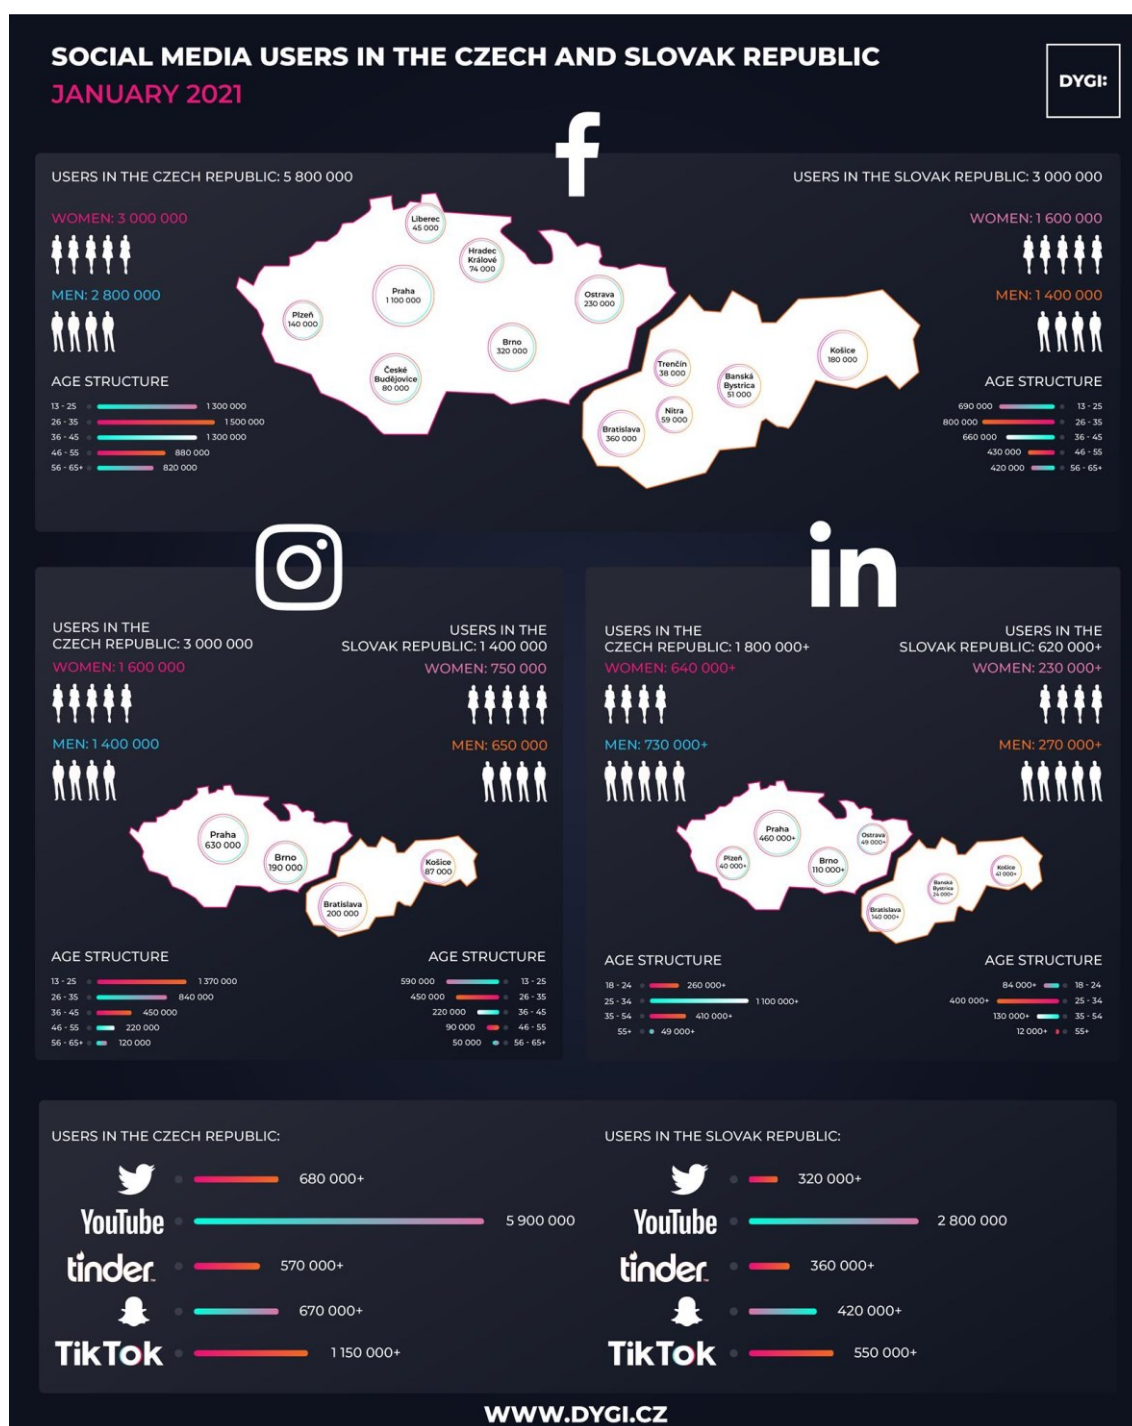 SOCIAL MEDIA USERS IN THE CZECH AND SLOVAK REPUBLIC
JANUARY 2021
DYGI:
USERS IN THE CZECH REPUBLIC: 5 800 000
WOMEN: 3 000 000
MEN: 2 800 000
AGE STRUCTURE
13 - 25 1 300 000
26 - 35 1 500 000
36 - 45 1 300 000
46 - 55 880 000
56 - 65+ 820 000
Liberec
45 000
Hradec
Králové
74 000
Praha
1 100 000
Ostrava
230 000
Plzeň
140 000
Brno
320 000
České
Budějovice
80 000
USERS IN THE SLOVAK REPUBLIC: 3 000 000
WOMEN: 1 600 000
MEN: 1 400 000
AGE STRUCTURE
690 000 13 - 25
800 000 26 - 35
660 000 36 - 45
430 000 46 - 55
420 000 56 - 65+
Košice
180 000
Trenčín
38 000
Banská
Bystrica
51 000
Nitra
59 000
Bratislava
360 000
USERS IN THE
CZECH REPUBLIC: 3 000 000
WOMEN: 1 600 000
MEN: 1 400 000
USERS IN THE
SLOVAK REPUBLIC: 1 400 000
WOMEN: 750 000
MEN: 650 000
Praha
630 000
Brno
190 000
Košice
87 000
Bratislava
200 000
AGE STRUCTURE
13 - 25 1 370 000
26 - 35 840 000
36 - 45 450 000
46 - 55 220 000
56 - 65+ 120 000
AGE STRUCTURE
590 000 13 - 25
450 000 26 - 35
220 000 36 - 45
90 000 46 - 55
50 000 56 - 65+
in
USERS IN THE
CZECH REPUBLIC: 1 800 000+
WOMEN: 640 000+
MEN: 730 000+
USERS IN THE
SLOVAK REPUBLIC: 620 000+
WOMEN: 230 000+
MEN: 270 000+
Praha
460 000+
Ostrava
49 000+
Plzeň
40 000+
Brno
110 000+
Košice
41 000+
Banská
Bystrica
24 000+
Bratislava
140 000+
AGE STRUCTURE
18 - 24 260 000+
25 - 34 1 100 000+
35 - 54 410 000+
55+ 49 000+
AGE STRUCTURE
84 000+ 18 - 24
400 000+ 25 - 34
130 000+ 35 - 54
12 000+ 55+
USERS IN THE CZECH REPUBLIC:
680 000+
YouTube 5 900 000
tinder 570 000+
670 000+
TikTok 1 150 000+
USERS IN THE SLOVAK REPUBLIC:
320 000+
YouTube 2 800 000
tinder 360 000+
420 000+
TikTok 550 000+
WWW.DYGI.CZ